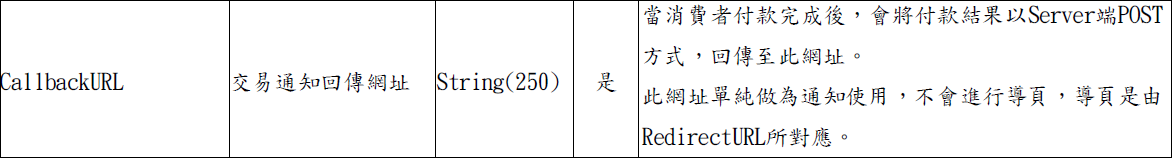 CallbackURL
交易通知回傳網址
String(250)
是
當消費者付款完成後，會將付款結果以Server端POST
方式，回傳至此網址。
此網址單純做為通知使用，不會進行導頁，導頁是由
RedirectURL所對應。